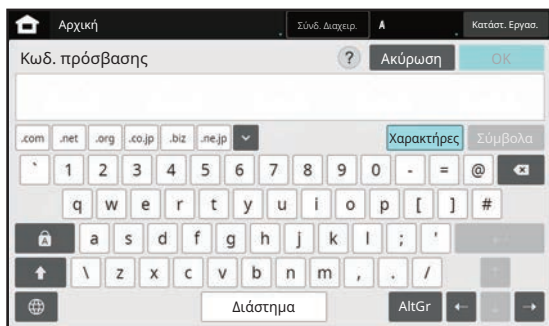 Αρχική Σύνδ. Διαχειρ. A Κατάστ. Εργασ.
Κωδ. πρόσβασης ? Ακύρωση OK
.com .net .org .co.jp .biz .ne.jp Χαρακτήρες Σύμβολα
` 1 2 3 4 5 6 7 8 9 0 - = @
q w e r t y u i o p [ ] #
A a s d f g h j k l ; '
\ z x c v b n m , . /
Διάστημα AltGr ← ↓ →